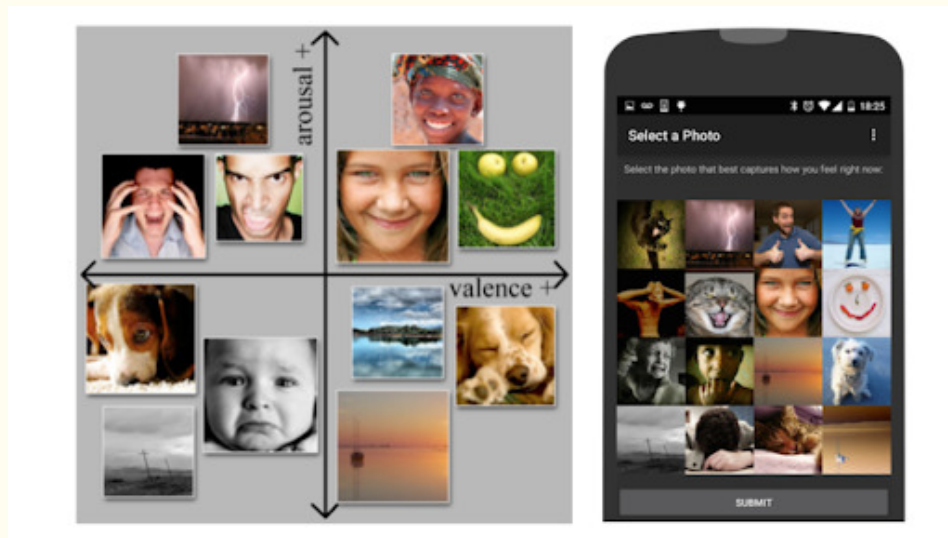 arousal +
valence +
18:25
Select a Photo
Select the photo that best captures how you feel right now:
SUBMIT